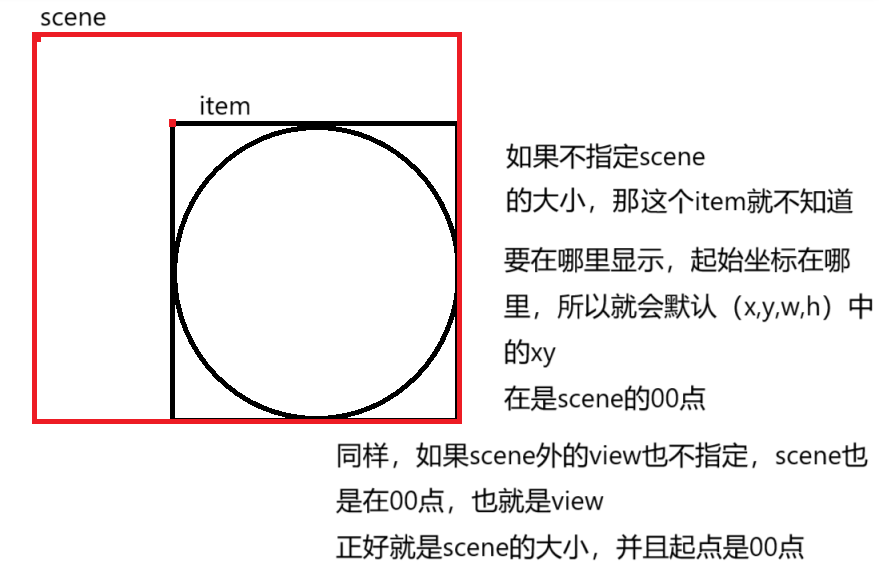 scene
item
如果不指定scene
的大小，那这个item就不知道
要在哪里显示，起始坐标在哪
里，所以就会默认（x,y,w,h）中
的xy
在是scene的00点
同样，如果scene外的view也不指定，scene也
是在00点，也就是view
正好就是scene的大小，并且起点是00点